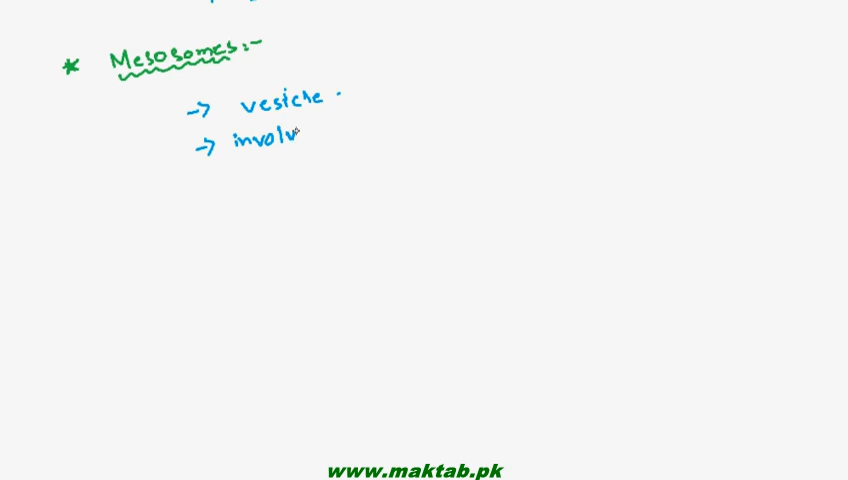 * Mesosomes:-
→ vesicle.
→ involv
www.maktab.pk